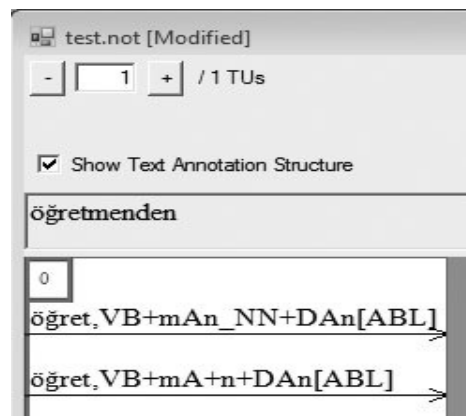 test.not [Modified]
- 1 + / 1 TUs
Show Text Annotation Structure
öğretmenden
0
öğret,VB+mAn_NN+DAn[ABL]
öğret,VB+mA+n+DAn[ABL]